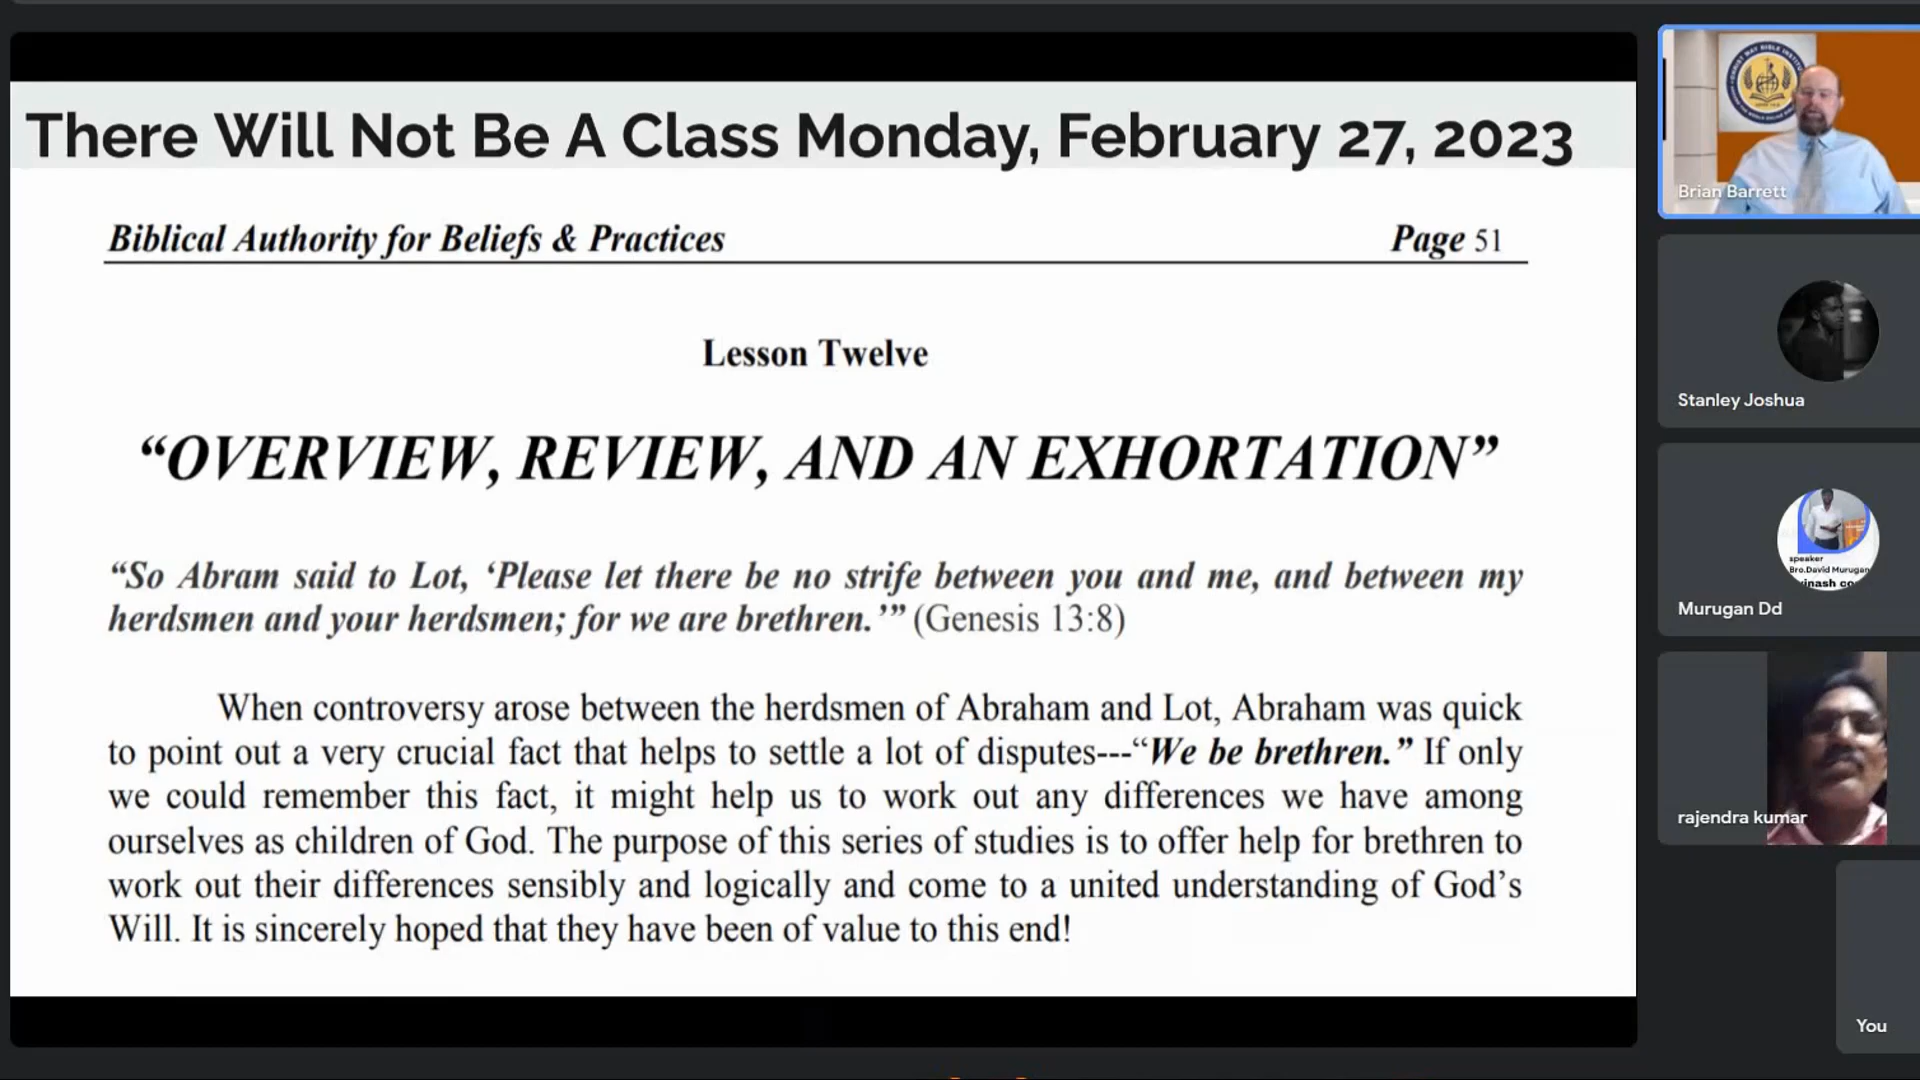 There Will Not Be A Class Monday, February 27, 2023
Biblical Authority for Beliefs & Practices Page 51
Lesson Twelve
“OVERVIEW, REVIEW, AND AN EXHORTATION”
“So Abram said to Lot, ‘Please let there be no strife between you and me, and between my
herdsmen and your herdsmen; for we are brethren.’” (Genesis 13:8)
When controversy arose between the herdsmen of Abraham and Lot, Abraham was quick
to point out a very crucial fact that helps to settle a lot of disputes---“We be brethren.” If only
we could remember this fact, it might help us to work out any differences we have among
ourselves as children of God. The purpose of this series of studies is to offer help for brethren to
work out their differences sensibly and logically and come to a united understanding of God’s
Will. It is sincerely hoped that they have been of value to this end!
Brian Barrett
Stanley Joshua
speaker
Bro.David Murugan
Murugan Dd
rajendra kumar
You